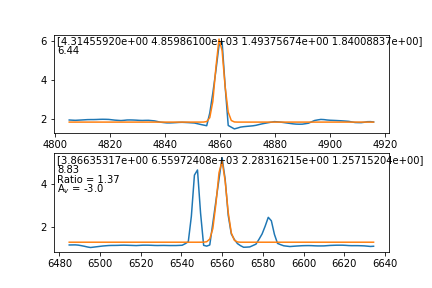 [4.31455920e+00 4.85986100e+03 1.49375674e+00 1.84008837e+00]
6.44
6
4
2
4800 4820 4840 4860 4880 4900 4920
[3.86635317e+00 6.55972408e+03 2.28316215e+00 1.25715204e+00]
8.83
Ratio = 1.37
Av = -3.0
4
2
6480 6500 6520 6540 6560 6580 6600 6620 6640